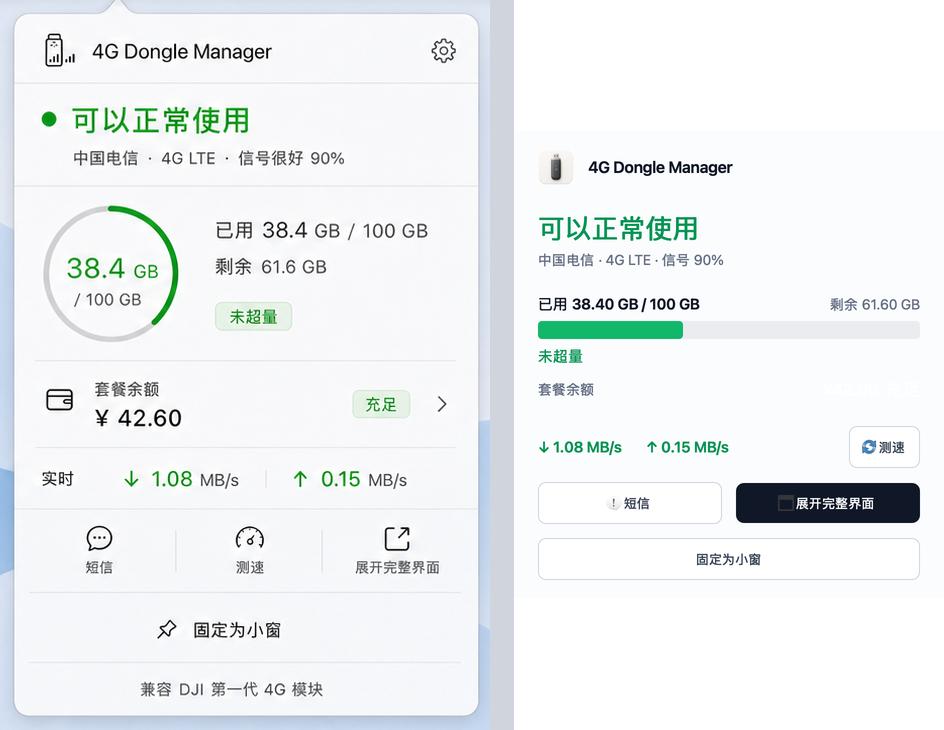 4G Dongle Manager
可以正常使用
中国电信 · 4G LTE · 信号很好 90%
38.4 GB
/ 100 GB
已用 38.4 GB / 100 GB
剩余 61.6 GB
未超量
套餐余额
¥ 42.60
充足
实时 ↓ 1.08 MB/s ↑ 0.15 MB/s
短信 测速 展开完整界面
固定为小窗
兼容 DJI 第一代 4G 模块
4G Dongle Manager
可以正常使用
中国电信 · 4G LTE · 信号 90%
已用 38.40 GB / 100 GB 剩余 61.60 GB
未超量
套餐余额
↓ 1.08 MB/s ↑ 0.15 MB/s 测速
短信 展开完整界面
固定为小窗